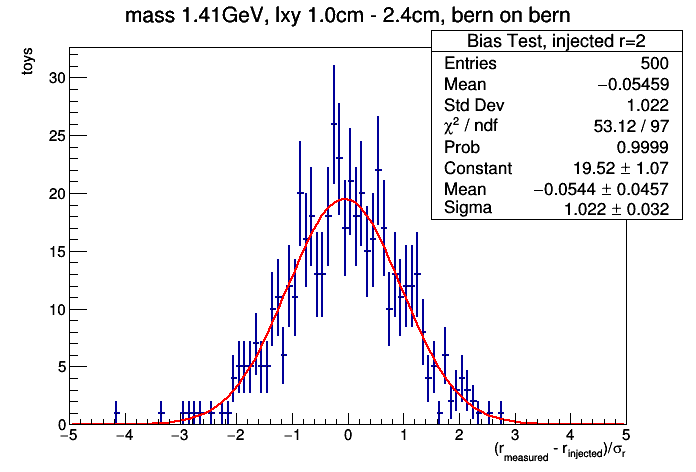 mass 1.41GeV, lxy 1.0cm - 2.4cm, bern on bern
Bias Test, injected r=2
Entries 500
Mean −0.05459
Std Dev 1.022
χ² / ndf 53.12 / 97
Prob 0.9999
Constant 19.52 ± 1.07
Mean −0.0544 ± 0.0457
Sigma 1.022 ± 0.032
toys
30
25
20
15
10
5
0
−5 −4 −3 −2 −1 0 1 2 3 4 5
(r_measured - r_injected)/σ_r